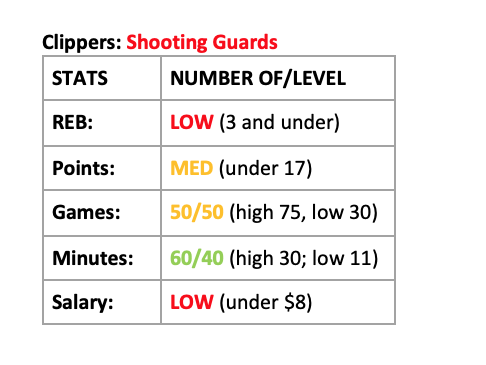 Clippers: Shooting Guards
STATS NUMBER OF/LEVEL
REB: LOW (3 and under)
Points: MED (under 17)
Games: 50/50 (high 75, low 30)
Minutes: 60/40 (high 30; low 11)
Salary: LOW (under $8)